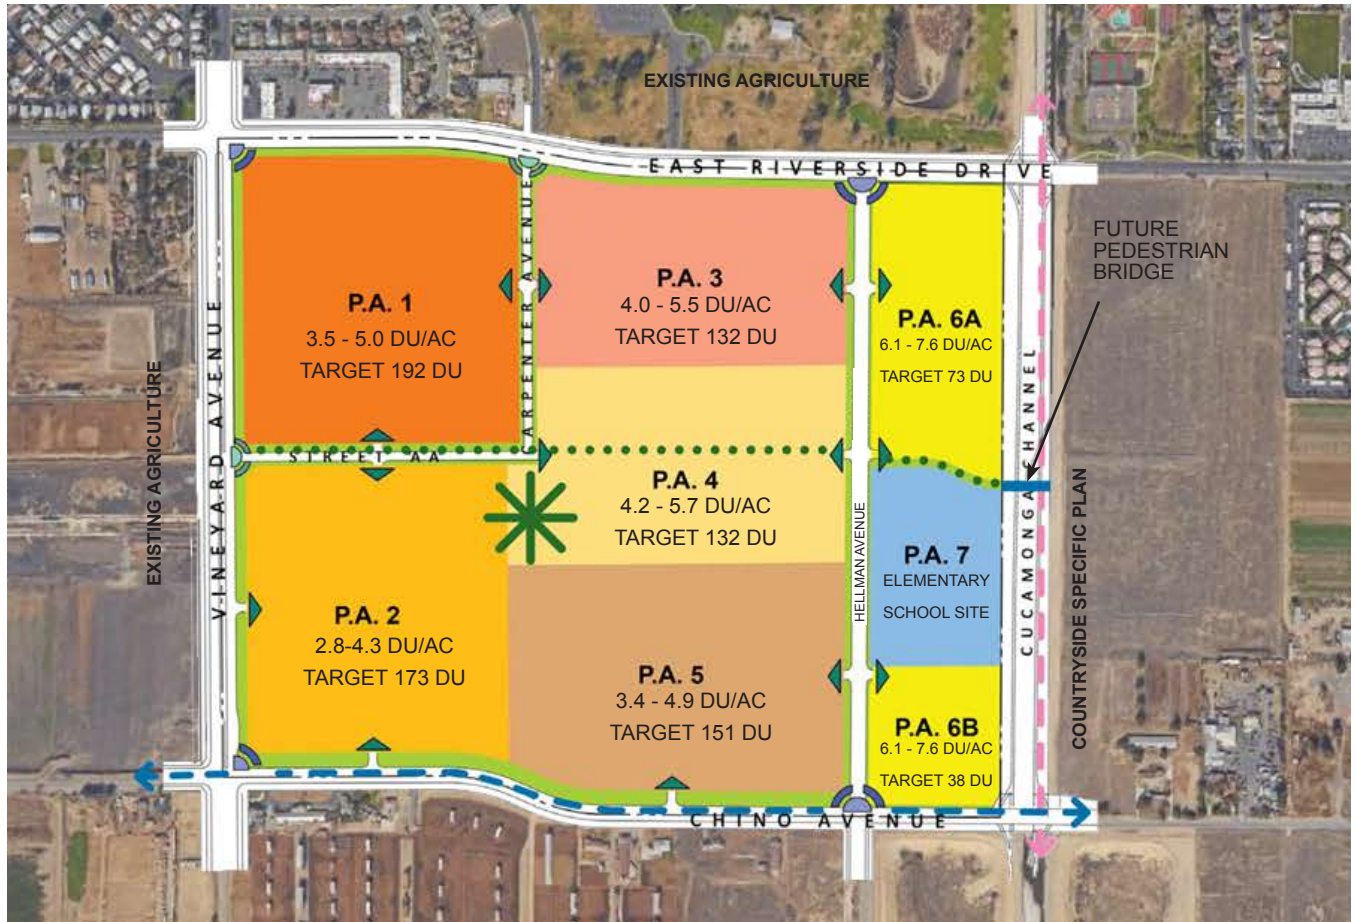 EXISTING AGRICULTURE
EAST RIVERSIDE DRIVE
FUTURE
PEDESTRIAN
BRIDGE
P.A. 1
3.5 - 5.0 DU/AC
TARGET 192 DU
CARPENTER AVENUE
P.A. 3
4.0 - 5.5 DU/AC
TARGET 132 DU
P.A. 6A
6.1 - 7.6 DU/AC
TARGET 73 DU
EXISTING AGRICULTURE
VINEYARD AVENUE
STREET AA
P.A. 4
4.2 - 5.7 DU/AC
TARGET 132 DU
HELLMAN AVENUE
P.A. 7
ELEMENTARY
SCHOOL SITE
CUCAMONGA CHANNEL
COUNTRYSIDE SPECIFIC PLAN
P.A. 2
2.8-4.3 DU/AC
TARGET 173 DU
P.A. 5
3.4 - 4.9 DU/AC
TARGET 151 DU
P.A. 6B
6.1 - 7.6 DU/AC
TARGET 38 DU
CHINO AVENUE